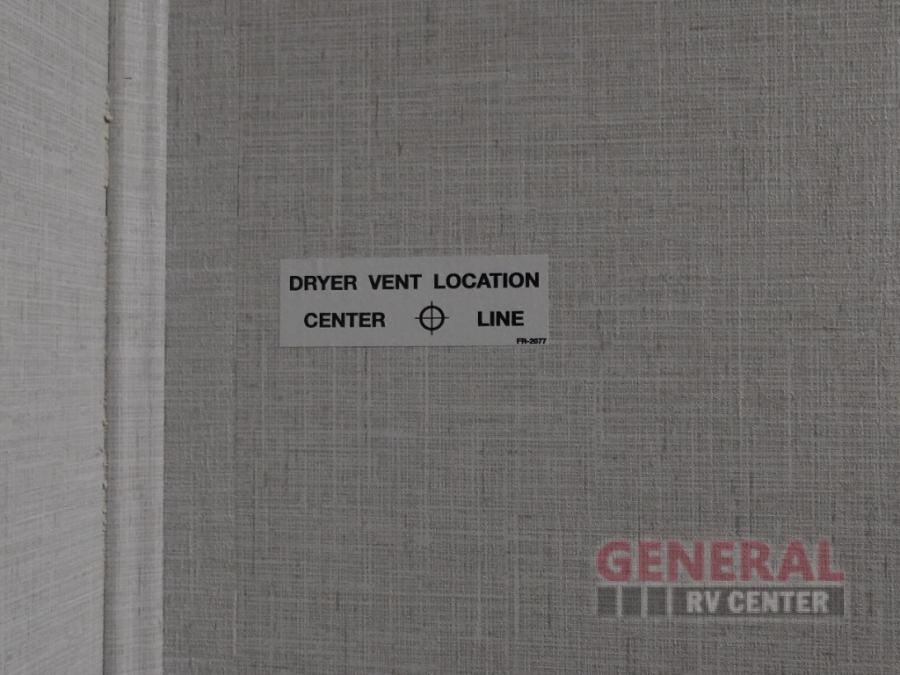 DRYER VENT LOCATION
CENTER LINE
FR-2677
GENERAL
RV CENTER